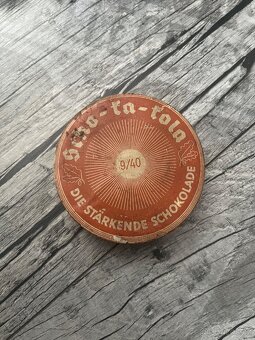 Scho-ka-kola
9/40
DIE STÄRKENDE SCHOKOLADE